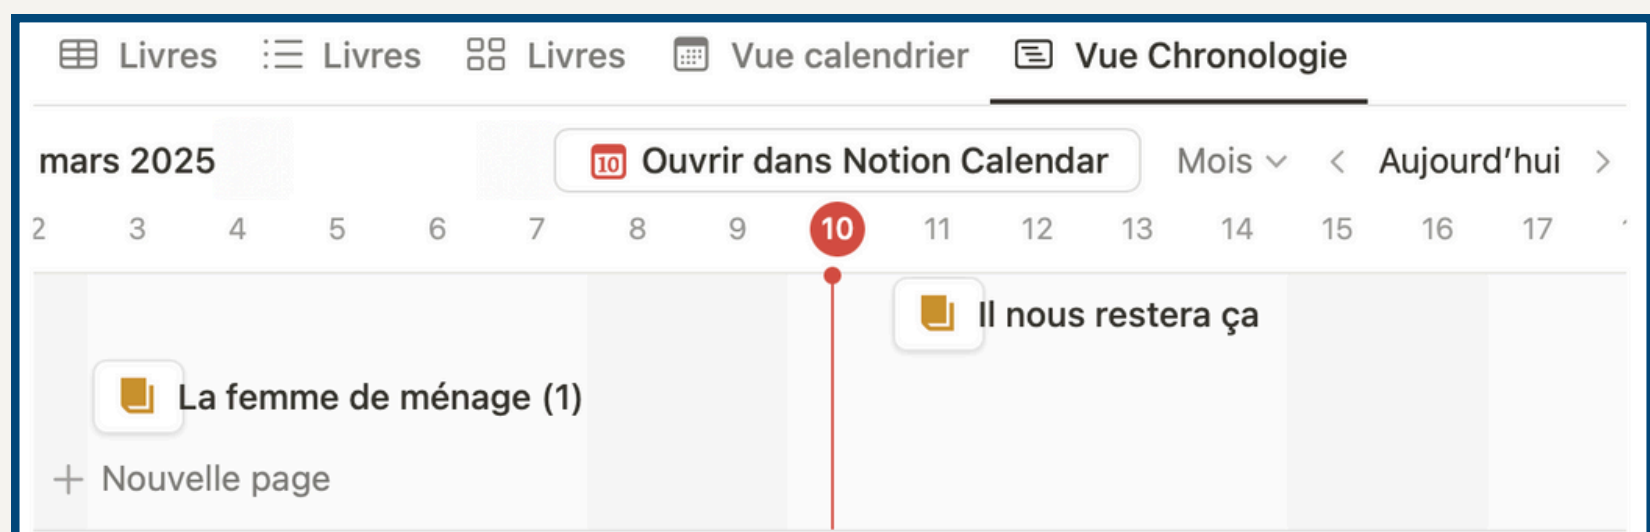 Livres Livres Livres Vue calendrier Vue Chronologie
mars 2025 10 Ouvrir dans Notion Calendar Mois Aujourd'hui
2 3 4 5 6 7 8 9 10 11 12 13 14 15 16 17
Il nous restera ça
La femme de ménage (1)
+ Nouvelle page